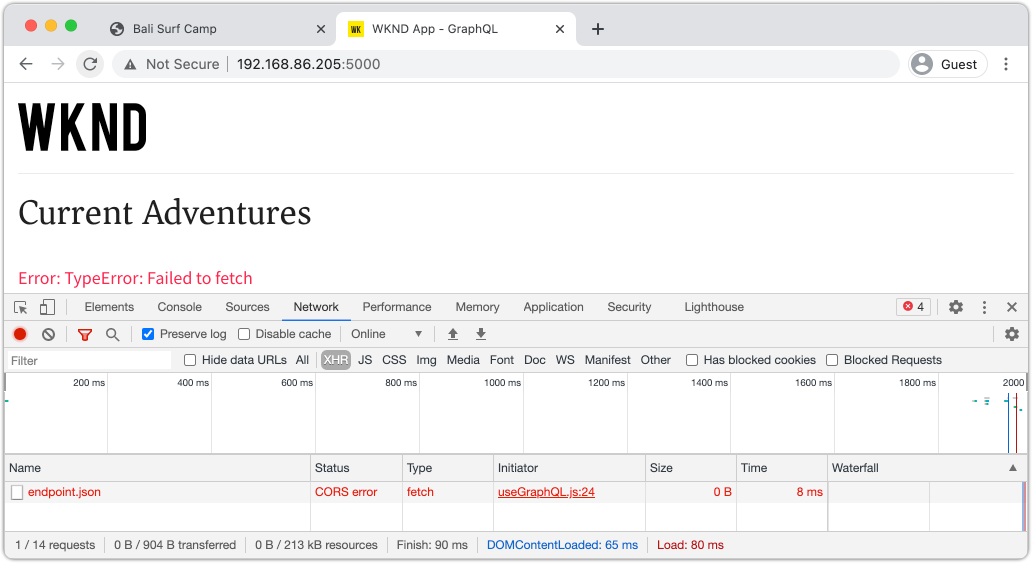 Bali Surf Camp
WK WKND App - GraphQL
Not Secure 192.168.86.205:5000 Guest
WKND
Current Adventures
Error: TypeError: Failed to fetch
Elements Console Sources Network Performance Memory Application Security Lighthouse 4
Preserve log Disable cache Online
Filter Hide data URLs All XHR JS CSS Img Media Font Doc WS Manifest Other Has blocked cookies Blocked Requests
200 ms 400 ms 600 ms 800 ms 1000 ms 1200 ms 1400 ms 1600 ms 1800 ms 2000
Name Status Type Initiator Size Time Waterfall
endpoint.json CORS error fetch useGraphQL.js:24 0 B 8 ms
1 / 14 requests 0 B / 904 B transferred 0 B / 213 kB resources Finish: 90 ms DOMContentLoaded: 65 ms Load: 80 ms